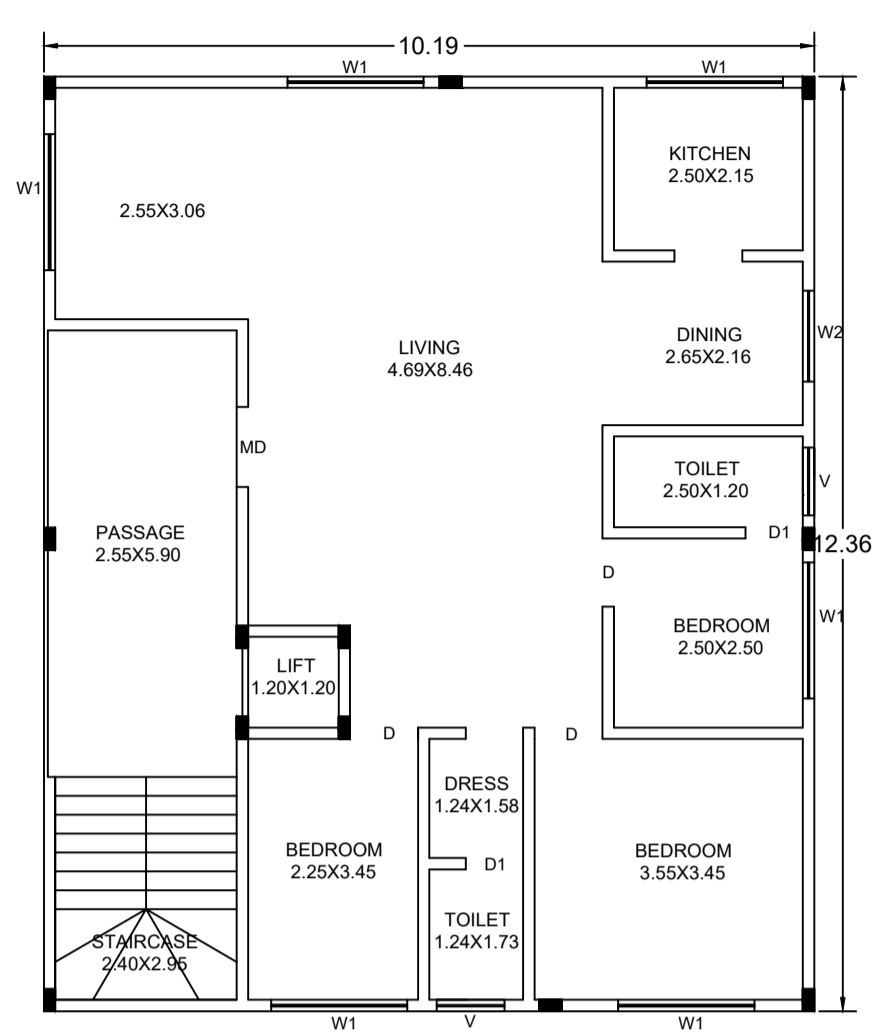 10.19
W1
W1
KITCHEN
2.50X2.15
W1
2.55X3.06
LIVING
4.69X8.46
DINING
2.65X2.16
W2
MD
TOILET
2.50X1.20
V
PASSAGE
2.55X5.90
D1
12.36
D
BEDROOM
2.50X2.50
W1
LIFT
1.20X1.20
D
D
DRESS
1.24X1.58
BEDROOM
2.25X3.45
D1
BEDROOM
3.55X3.45
TOILET
1.24X1.73
STAIRCASE
2.40X2.95
W1
V
W1